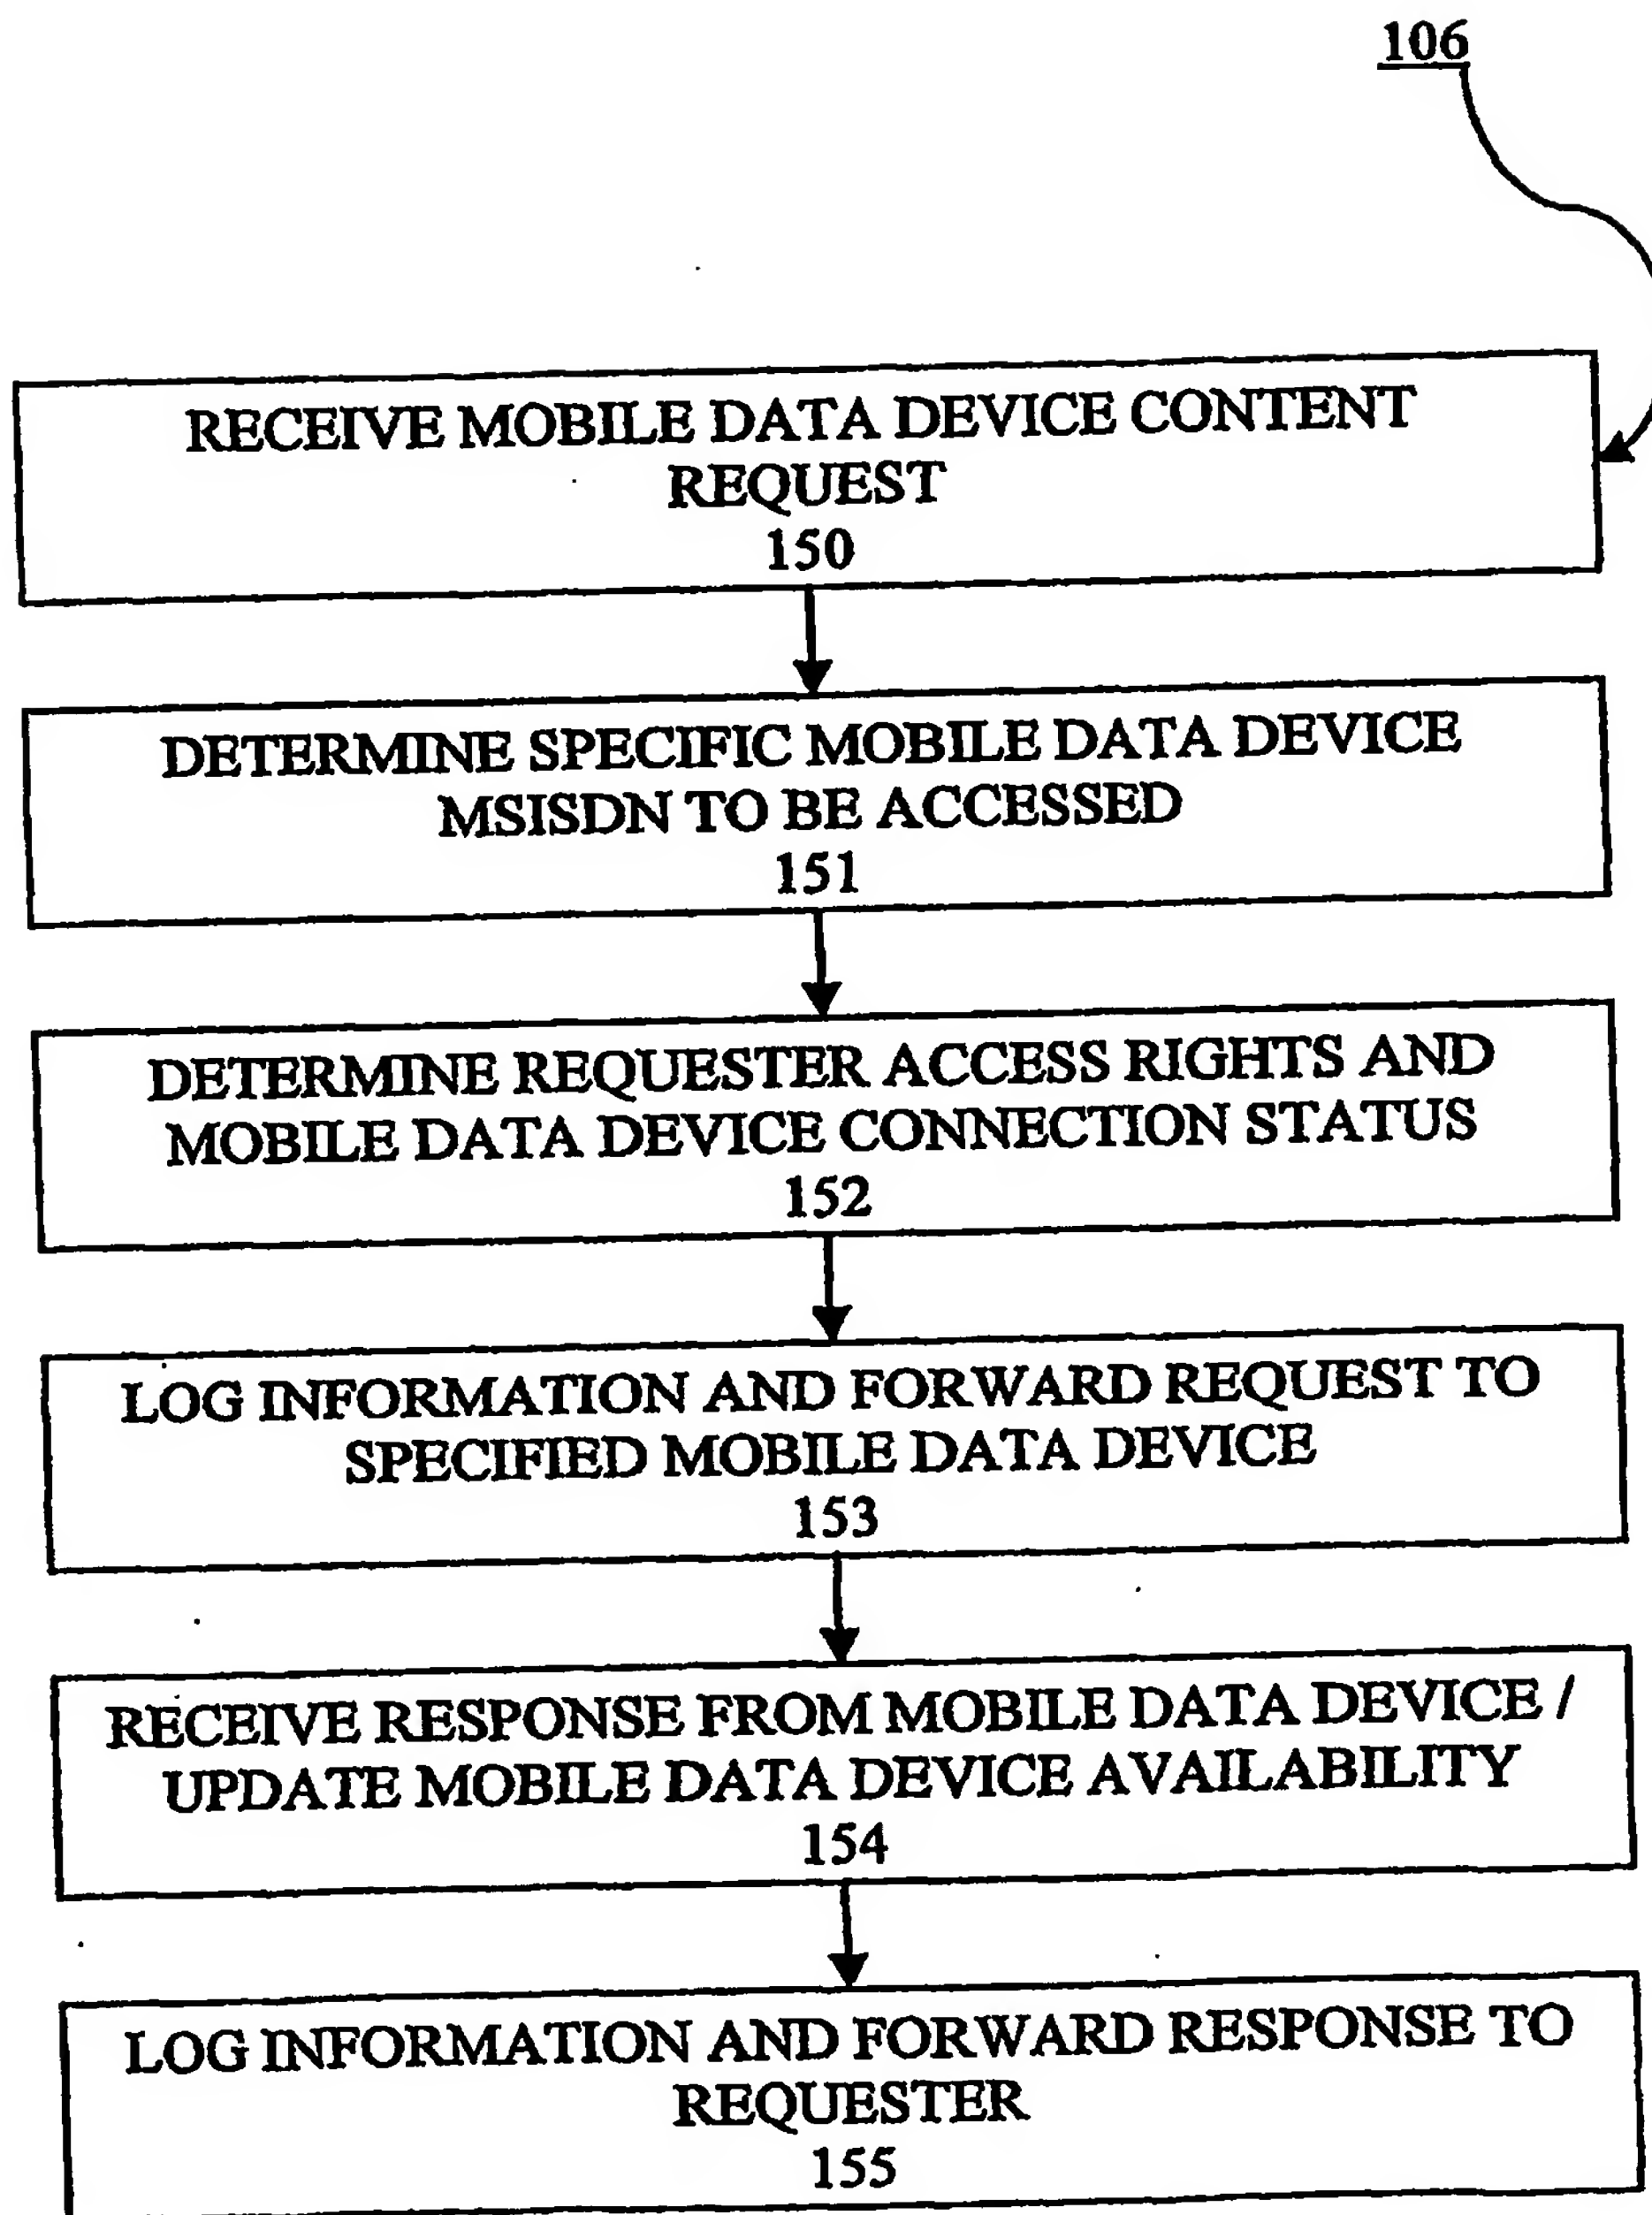 106
RECEIVE MOBILE DATA DEVICE CONTENT
REQUEST
150
DETERMINE SPECIFIC MOBILE DATA DEVICE
MSISDN TO BE ACCESSED
151
DETERMINE REQUESTER ACCESS RIGHTS AND
MOBILE DATA DEVICE CONNECTION STATUS
152
LOG INFORMATION AND FORWARD REQUEST TO
SPECIFIED MOBILE DATA DEVICE
153
RECEIVE RESPONSE FROM MOBILE DATA DEVICE /
UPDATE MOBILE DATA DEVICE AVAILABILITY
154
LOG INFORMATION AND FORWARD RESPONSE TO
REQUESTER
155